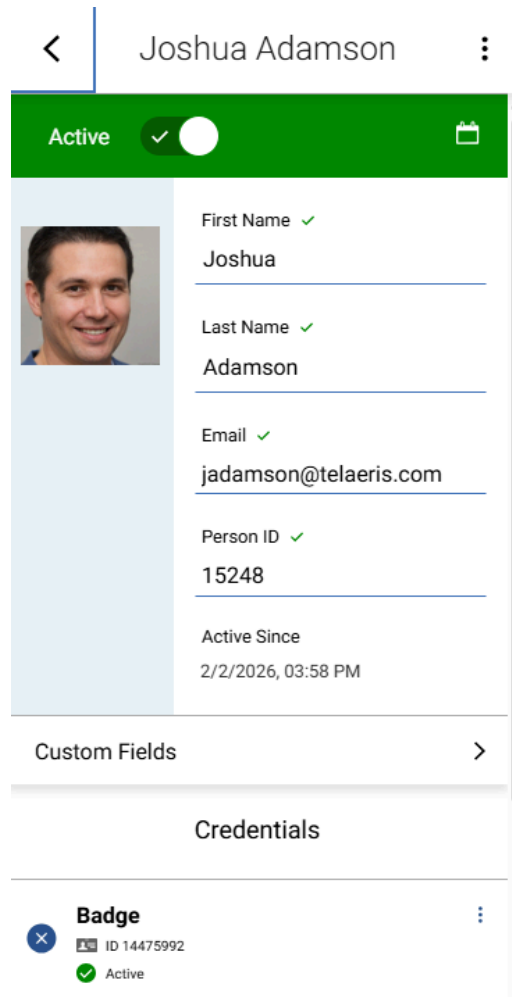 Joshua Adamson
Active
First Name
Joshua
Last Name
Adamson
Email
jadamson@telaeris.com
Person ID
15248
Active Since
2/2/2026, 03:58 PM
Custom Fields
Credentials
Badge
ID 14475992
Active